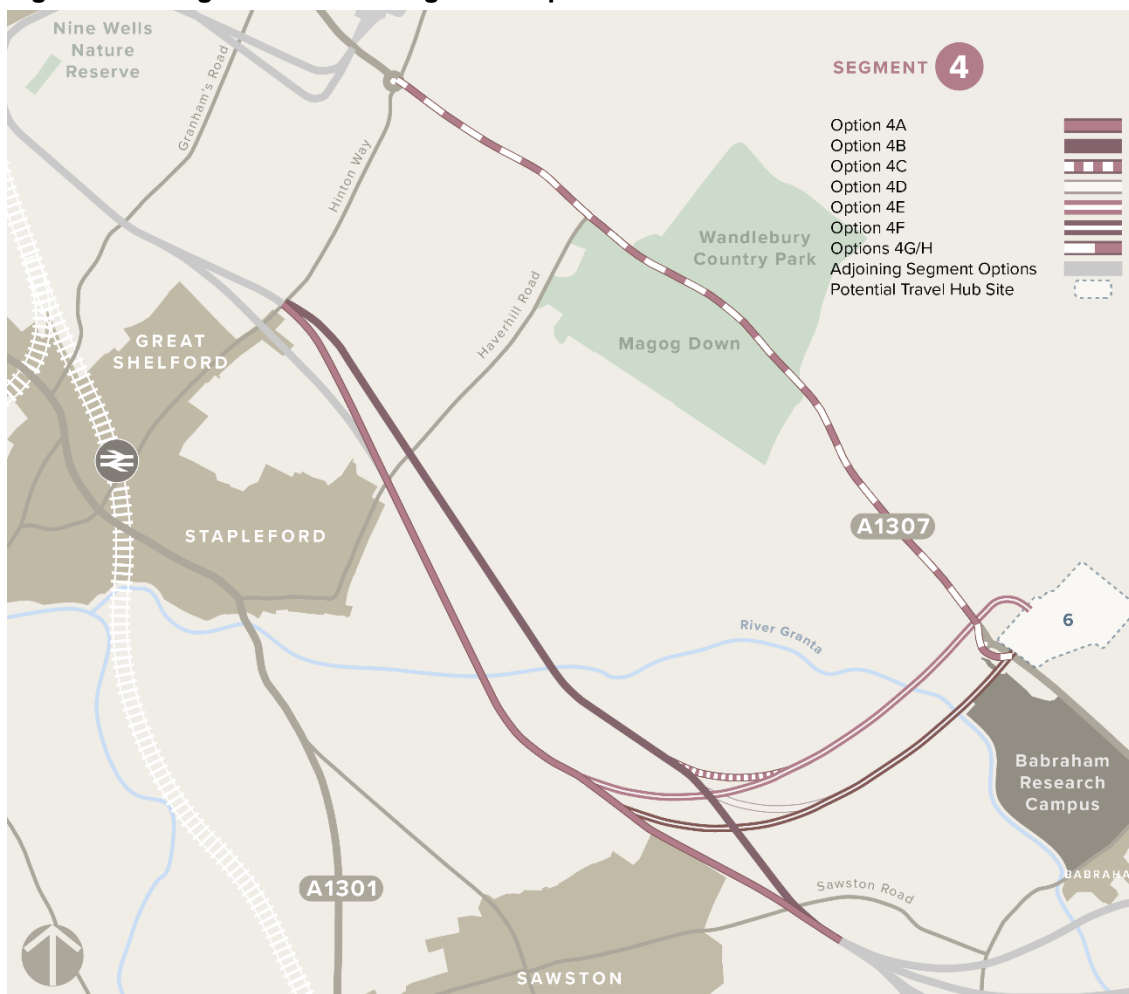 Nine Wells
Nature
Reserve
Granham's Road
Hinton Way
Haverhill Road
SEGMENT 4
Option 4A
Option 4B
Option 4C
Option 4D
Option 4E
Option 4F
Options 4G/H
Adjoining Segment Options
Potential Travel Hub Site
Wandlebury
Country Park
Magog Down
GREAT
SHELFORD
STAPLEFORD
A1307
River Granta
6
Babraham
Research
Campus
BABRAHA
A1301
Sawston Road
SAWSTON